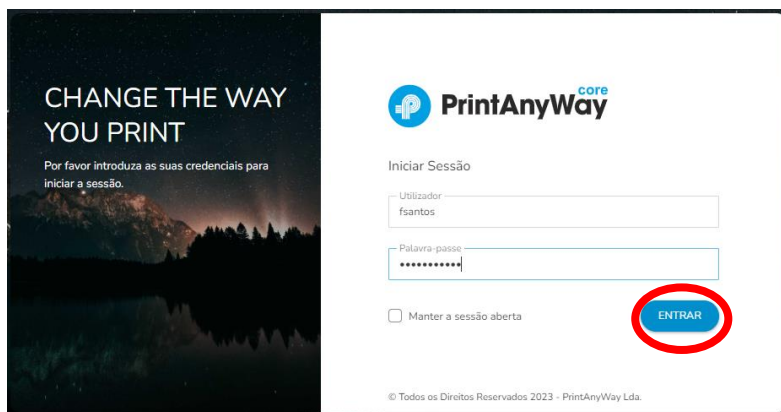 CHANGE THE WAY
YOU PRINT
Por favor introduza as suas credenciais para
iniciar a sessão.
PrintAnyWay
core
Iniciar Sessão
Utilizador
fsantos
Palavra-passe
•••••••••••
Manter a sessão aberta
ENTRAR
© Todos os Direitos Reservados 2023 - PrintAnyWay Lda.